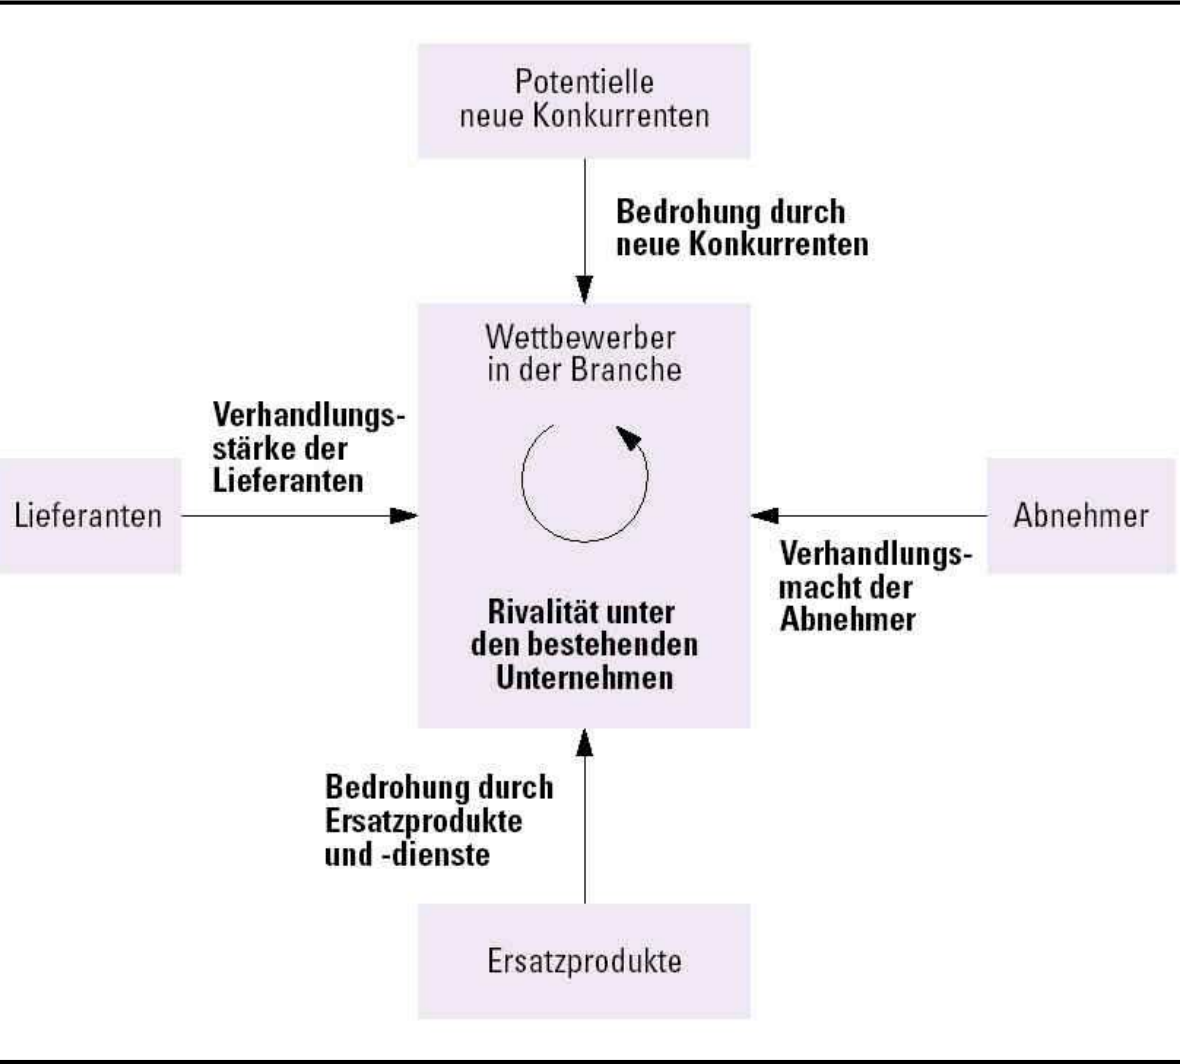 Potentielle
neue Konkurrenten
Bedrohung durch
neue Konkurrenten
Wettbewerber
in der Branche
Verhandlungs-
stärke der
Lieferanten
Lieferanten
Abnehmer
Verhandlungs-
macht der
Abnehmer
Rivalität unter
den bestehenden
Unternehmen
Bedrohung durch
Ersatzprodukte
und -dienste
Ersatzprodukte